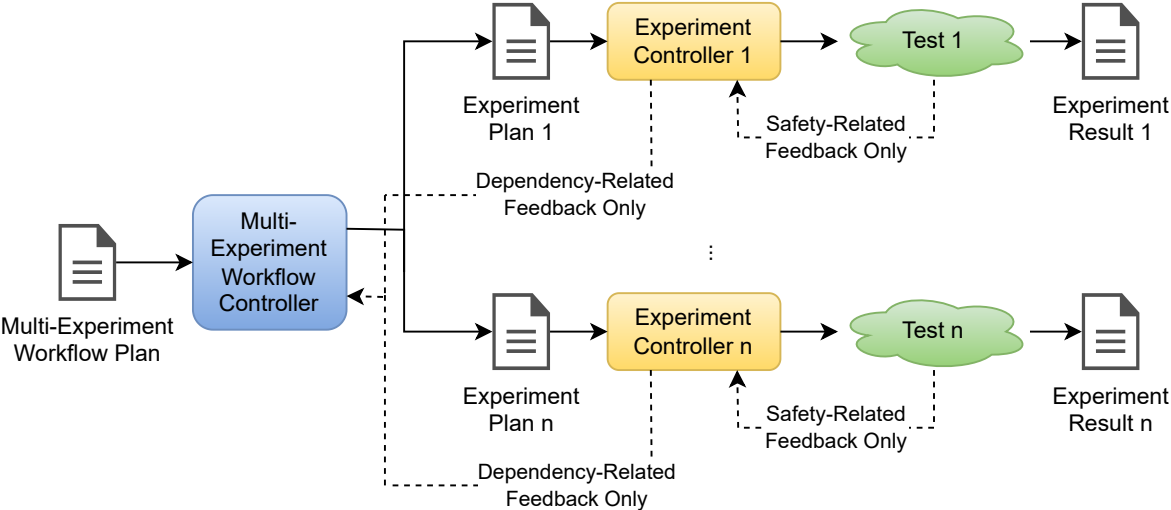 Experiment
Plan 1
Experiment
Controller 1
Test 1
Experiment
Result 1
Safety-Related
Feedback Only
Dependency-Related
Feedback Only
Multi-Experiment
Workflow Plan
Multi-
Experiment
Workflow
Controller
...
Experiment
Plan n
Experiment
Controller n
Test n
Experiment
Result n
Safety-Related
Feedback Only
Dependency-Related
Feedback Only